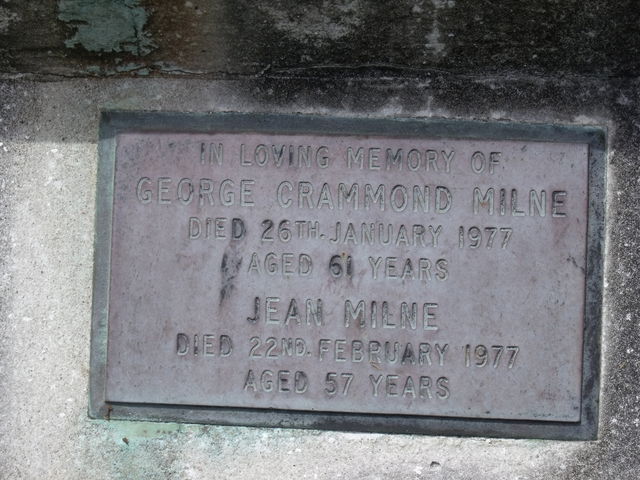 IN LOVING MEMORY OF
GEORGE CRAMMOND MILNE
DIED 26TH. JANUARY 1977
AGED 61 YEARS
JEAN MILNE
DIED 22ND. FEBRUARY 1977
AGED 57 YEARS